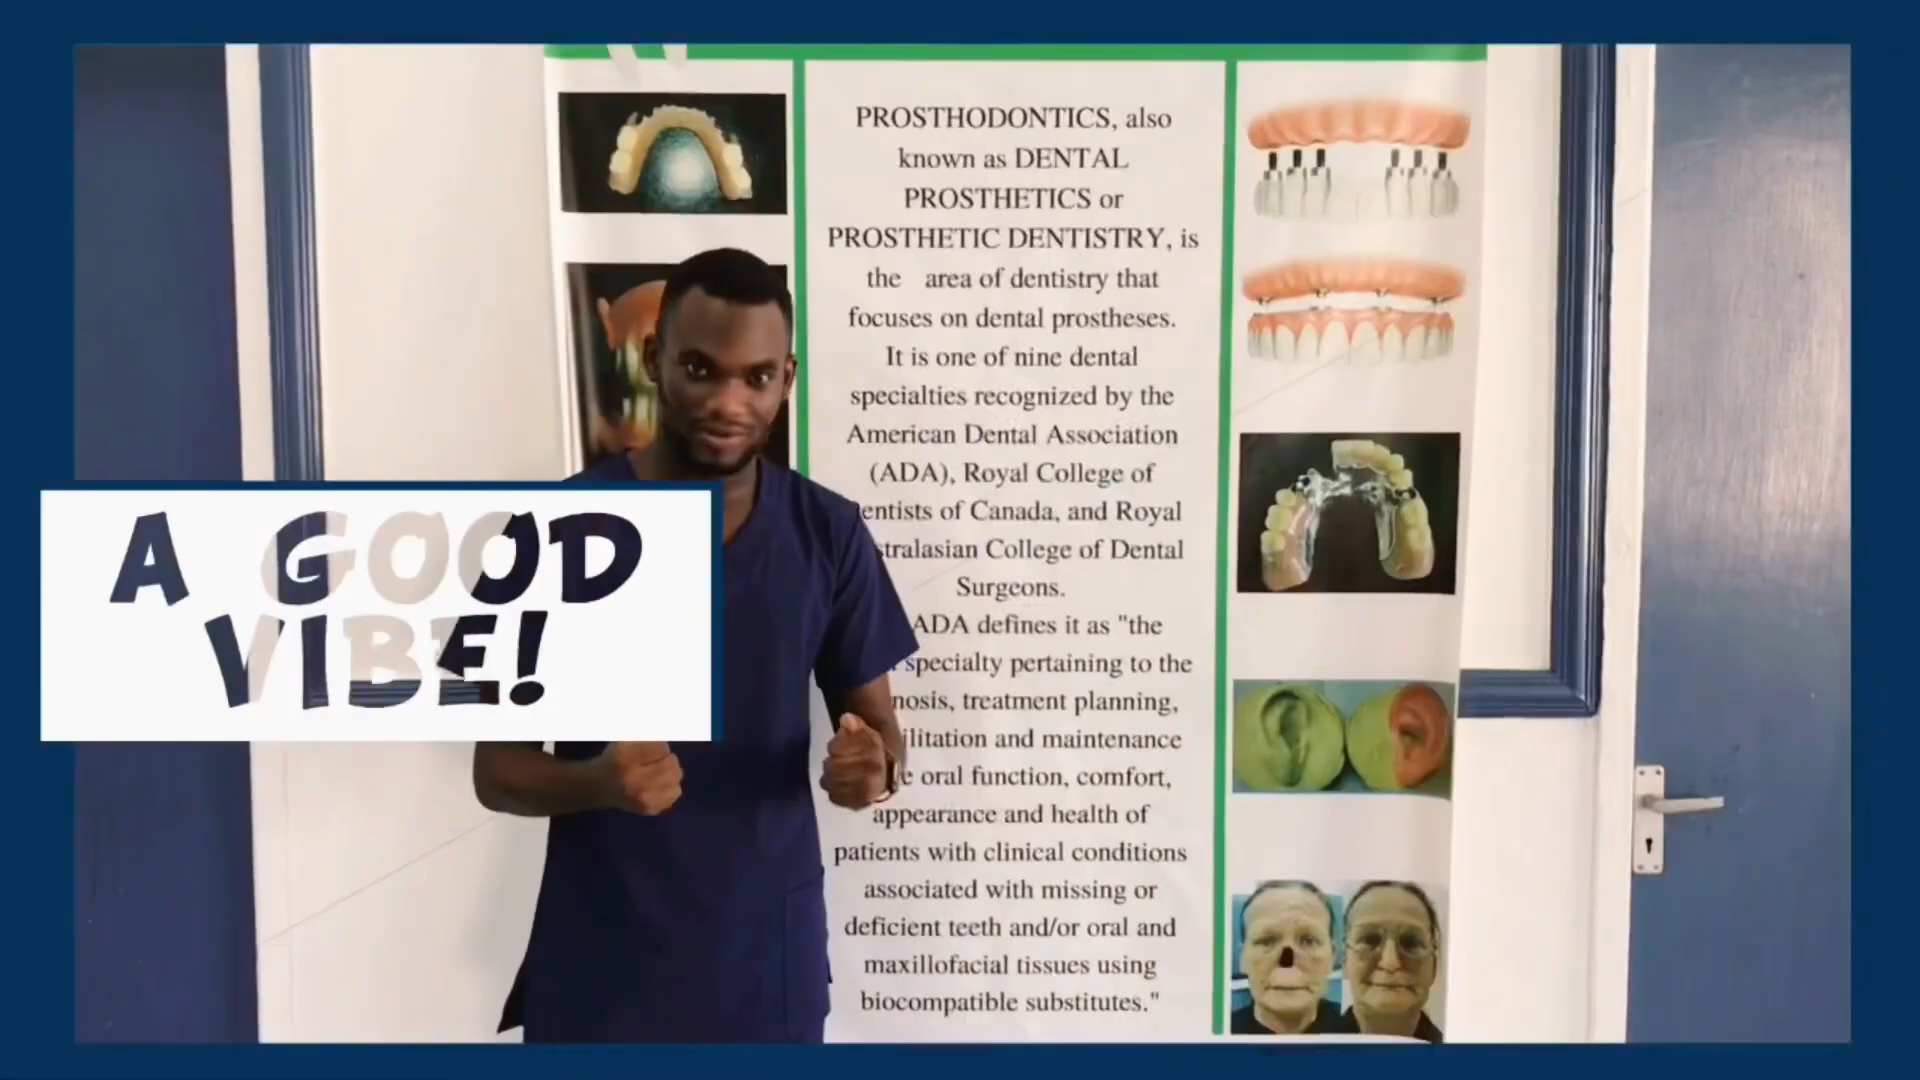 PROSTHODONTICS, also
known as DENTAL
PROSTHETICS or
PROSTHETIC DENTISTRY, is
the area of dentistry that
focuses on dental prostheses.
It is one of nine dental
specialties recognized by the
American Dental Association
(ADA), Royal College of
entists of Canada, and Royal
stralasian College of Dental
Surgeons.
ADA defines it as "the
specialty pertaining to the
nosis, treatment planning,
ilitation and maintenance
oral function, comfort,
appearance and health of
patients with clinical conditions
associated with missing or
deficient teeth and/or oral and
maxillofacial tissues using
biocompatible substitutes."
A GOOD
VIBE!